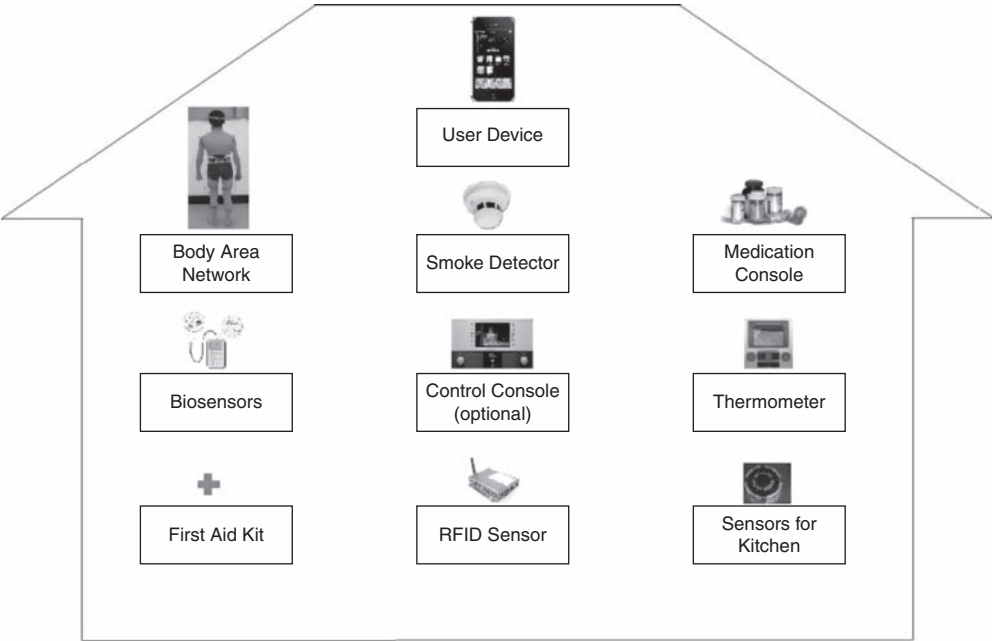 User Device
Body Area
Network
Smoke Detector
Medication
Console
Biosensors
Control Console
(optional)
Thermometer
First Aid Kit
RFID Sensor
Sensors for
Kitchen